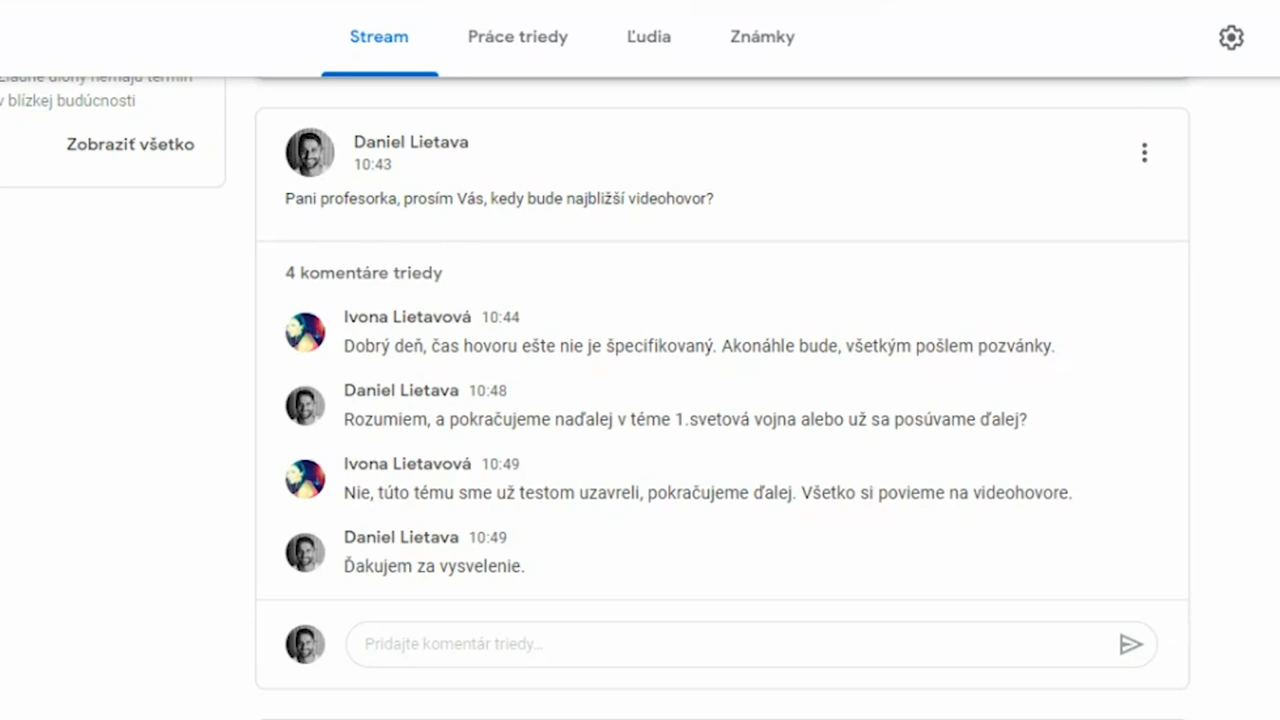 Stream Práce triedy Ľudia Známky
v blízkej budúcnosti
Zobraziť všetko
Daniel Lietava
10:43
Pani profesorka, prosím Vás, kedy bude najbližší videohovor?
4 komentáre triedy
Ivona Lietavová 10:44
Dobrý deň, čas hovoru ešte nie je špecifikovaný. Akonáhle bude, všetkým pošlem pozvánky.
Daniel Lietava 10:48
Rozumiem, a pokračujeme naďalej v téme 1.svetová vojna alebo už sa posúvame ďalej?
Ivona Lietavová 10:49
Nie, túto tému sme už testom uzavreli, pokračujeme ďalej. Všetko si povieme na videohovore.
Daniel Lietava 10:49
Ďakujem za vysvelenie.
Pridajte komentár triedy...